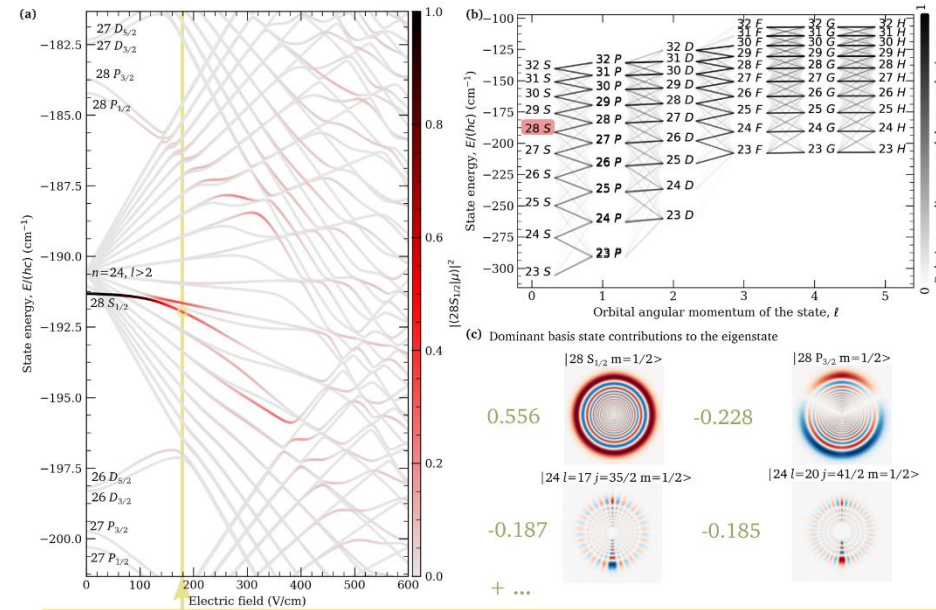 (a)
State energy, E/(hc) (cm⁻¹)
−182.5
−185.0
−187.5
−190.0
−192.5
−195.0
−197.5
−200.0
27 D₅/₂
27 D₃/₂
28 P₃/₂
28 P₁/₂
n=24, l>2
28 S₁/₂
26 D₅/₂
26 D₃/₂
27 P₃/₂
27 P₁/₂
0 100 200 300 400 500 600
Electric field (V/cm)
1.0
0.8
0.6
0.4
0.2
0.0
|⟨28S₁/₂|μ⟩|²
(b)
State energy, E/(hc) (cm⁻¹)
−100
−125
−150
−175
−200
−225
−250
−275
−300
32 S
31 S
30 S
29 S
28 S
27 S
26 S
25 S
24 S
23 S
32 P
31 P
30 P
29 P
28 P
27 P
26 P
25 P
24 P
23 P
32 D
31 D
30 D
29 D
28 D
27 D
26 D
25 D
24 D
23 D
32 F
31 F
30 F
29 F
28 F
27 F
26 F
25 F
24 F
23 F
32 G
31 G
30 G
29 G
28 G
27 G
26 G
25 G
24 G
23 G
32 H
31 H
30 H
29 H
28 H
27 H
26 H
25 H
24 H
23 H
0 1 2 3 4 5
Orbital angular momentum of the state, ℓ
1
0
(c) Dominant basis state contributions to the eigenstate
|28 S₁/₂ m=1/2>
|28 P₃/₂ m=1/2>
0.556
-0.228
|24 l=17 j=35/2 m=1/2>
|24 l=20 j=41/2 m=1/2>
-0.187
-0.185
+ ...